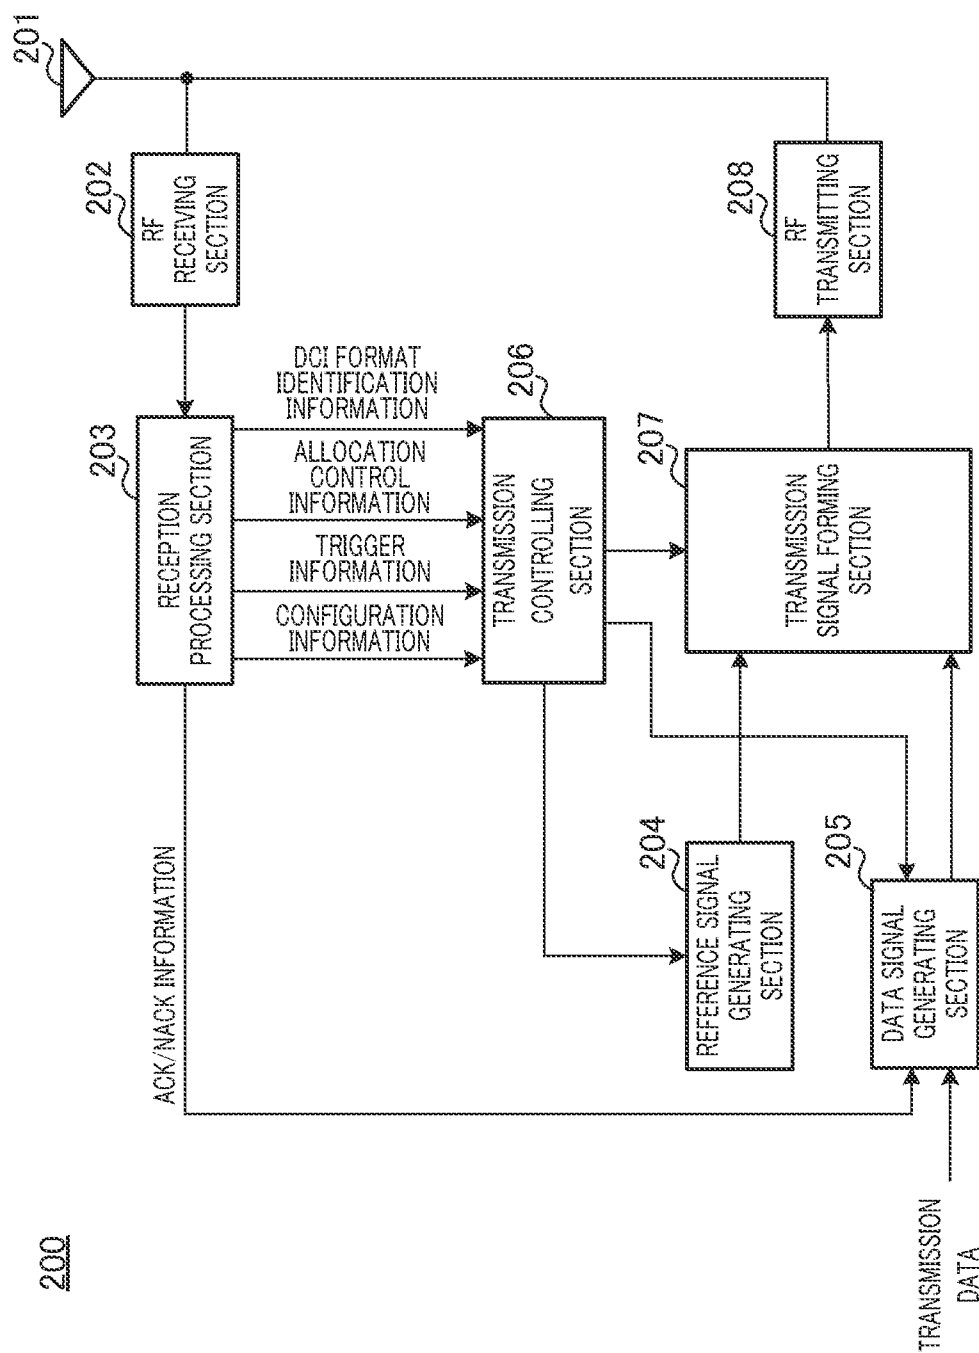 200
201
202
RF
RECEIVING
SECTION
203
RECEPTION
PROCESSING SECTION
DCI FORMAT
IDENTIFICATION
INFORMATION
ALLOCATION
CONTROL
INFORMATION
TRIGGER
INFORMATION
CONFIGURATION
INFORMATION
ACK/NACK INFORMATION
206
TRANSMISSION
CONTROLLING
SECTION
204
REFERENCE SIGNAL
GENERATING
SECTION
205
DATA SIGNAL
GENERATING
SECTION
TRANSMISSION
DATA
207
TRANSMISSION
SIGNAL FORMING
SECTION
208
RF
TRANSMITTING
SECTION